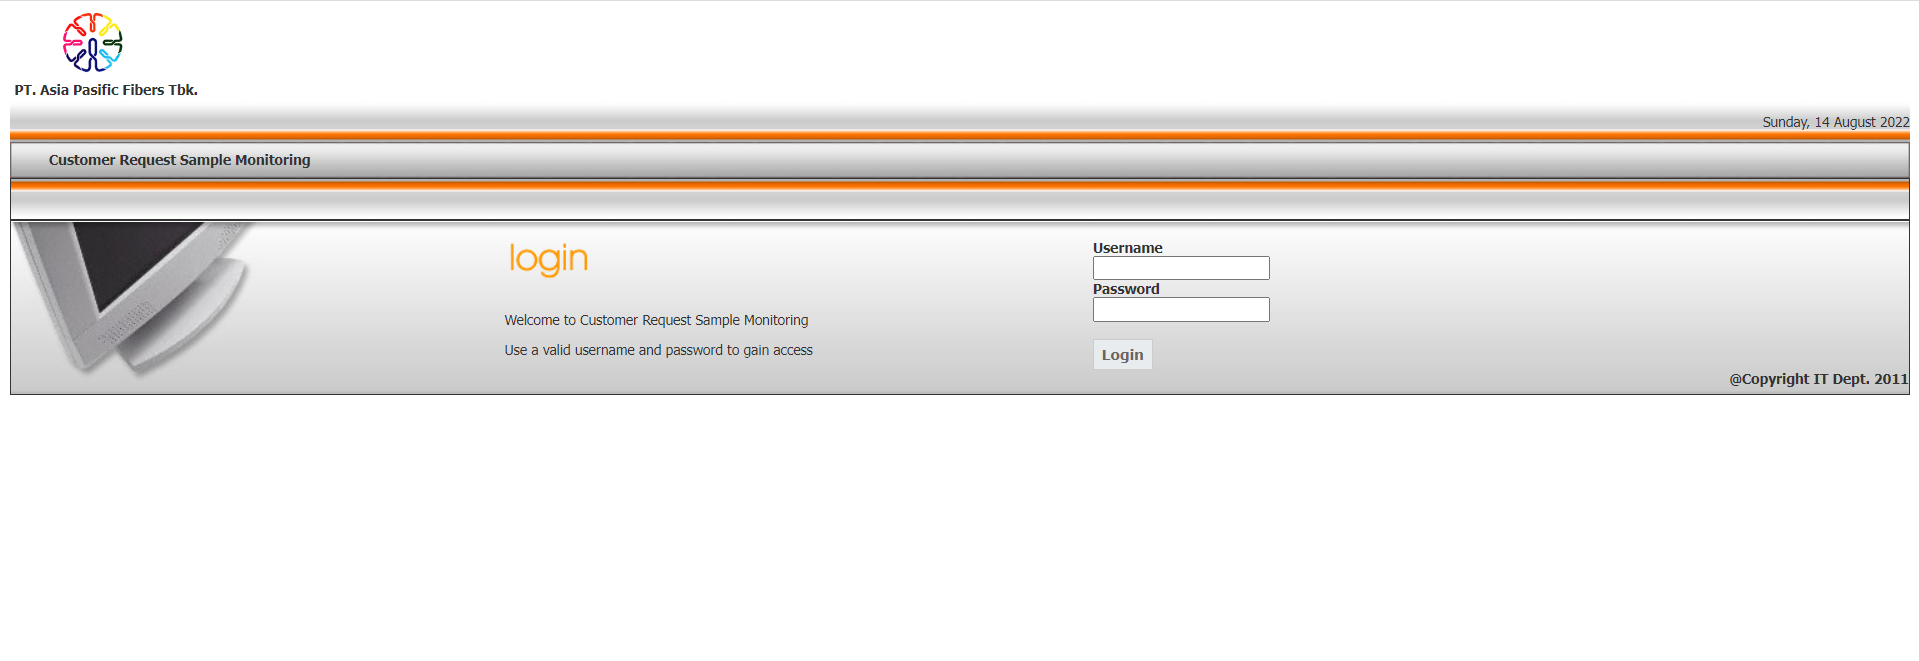 PT. Asia Pasific Fibers Tbk.
Sunday, 14 August 2022
Customer Request Sample Monitoring
login
Welcome to Customer Request Sample Monitoring
Use a valid username and password to gain access
Username
Password
Login
@Copyright IT Dept. 2011